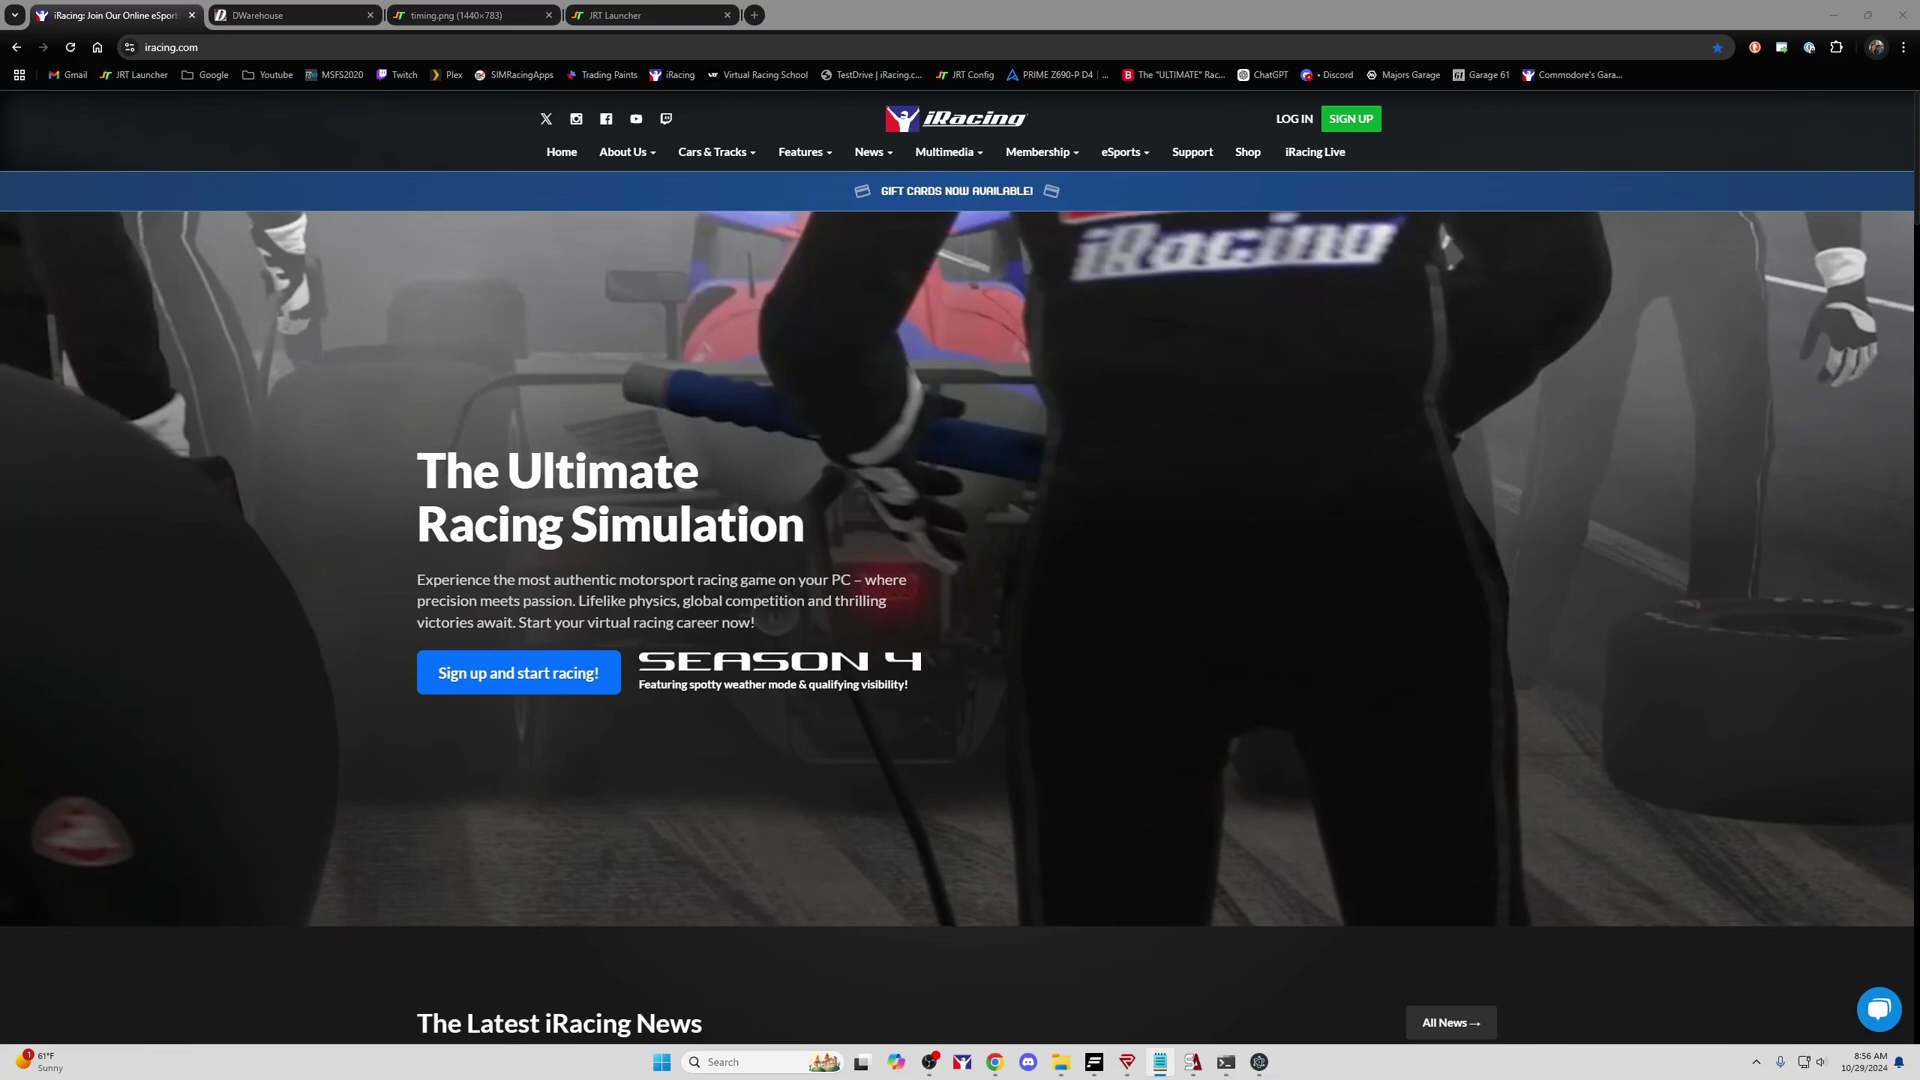 iRacing: Join Our Online eSport
DWarehouse
timing.png (1440×783)
JRT Launcher
iracing.com
Gmail
JRT Launcher
Google
Youtube
MSFS2020
Twitch
Plex
SIMRacingApps
Trading Paints
iRacing
Virtual Racing School
TestDrive | iRacing.c...
JRT Config
PRIME Z690-P D4 | ...
The "ULTIMATE" Rac...
ChatGPT
• Discord
Majors Garage
Garage 61
Commodore's Gara...
iRacing
LOG IN
SIGN UP
Home
About Us
Cars & Tracks
Features
News
Multimedia
Membership
eSports
Support
Shop
iRacing Live
GIFT CARDS NOW AVAILABLE!
iRacing
The Ultimate
Racing Simulation
Experience the most authentic motorsport racing game on your PC – where
precision meets passion. Lifelike physics, global competition and thrilling
victories await. Start your virtual racing career now!
Sign up and start racing!
SEASON 4
Featuring spotty weather mode & qualifying visibility!
The Latest iRacing News
All News →
1
61°F
Sunny
Search
8:56 AM
10/29/2024